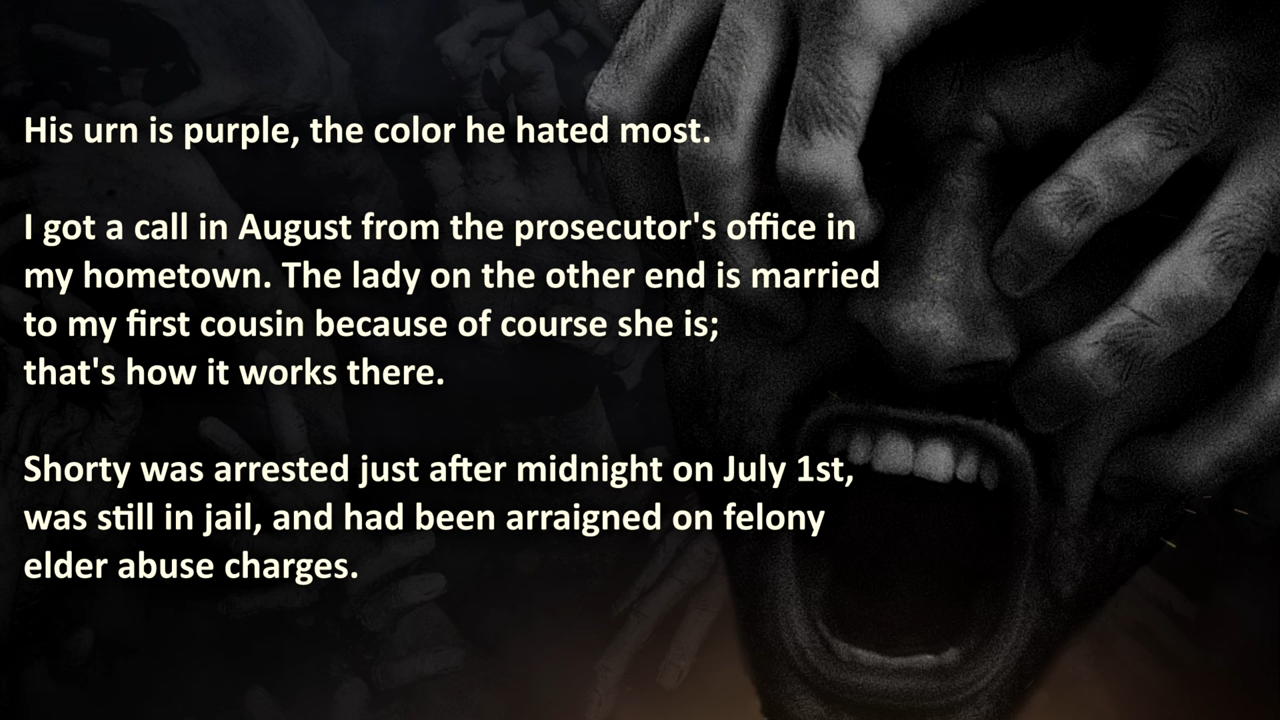 His urn is purple, the color he hated most.
I got a call in August from the prosecutor's office in
my hometown. The lady on the other end is married
to my first cousin because of course she is;
that's how it works there.
Shorty was arrested just after midnight on July 1st,
was still in jail, and had been arraigned on felony
elder abuse charges.